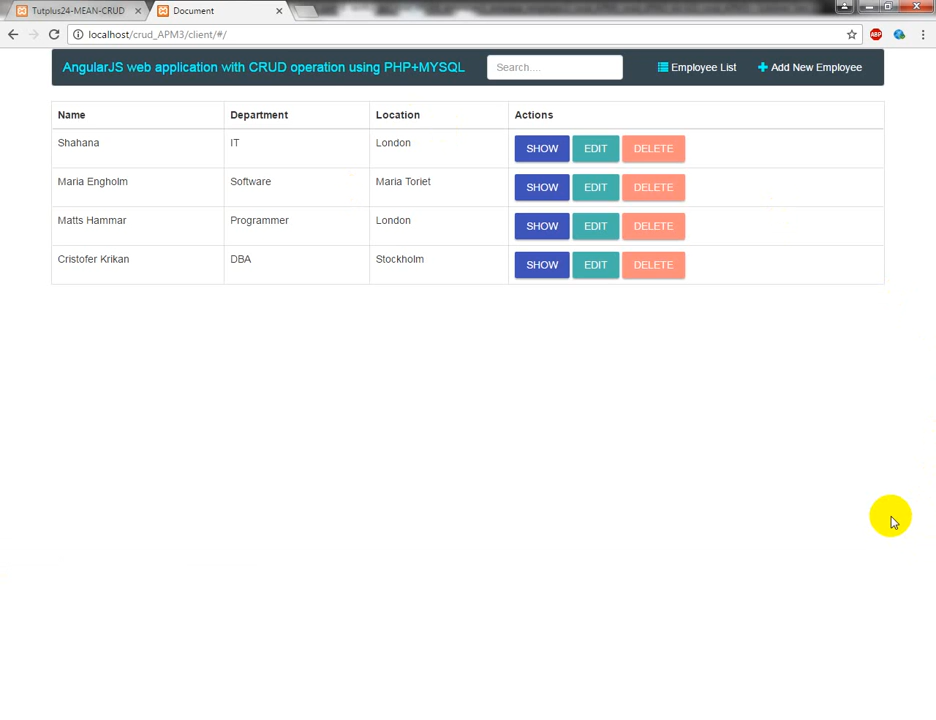 Tutplus24-MEAN-CRUD
Document
localhost/crud_APM3/client/#/
ABP
AngularJS web application with CRUD operation using PHP+MYSQL
Search....
Employee List
Add New Employee
Name Department Location Actions
Shahana IT London SHOW EDIT DELETE
Maria Engholm Software Maria Toriet SHOW EDIT DELETE
Matts Hammar Programmer London SHOW EDIT DELETE
Cristofer Krikan DBA Stockholm SHOW EDIT DELETE